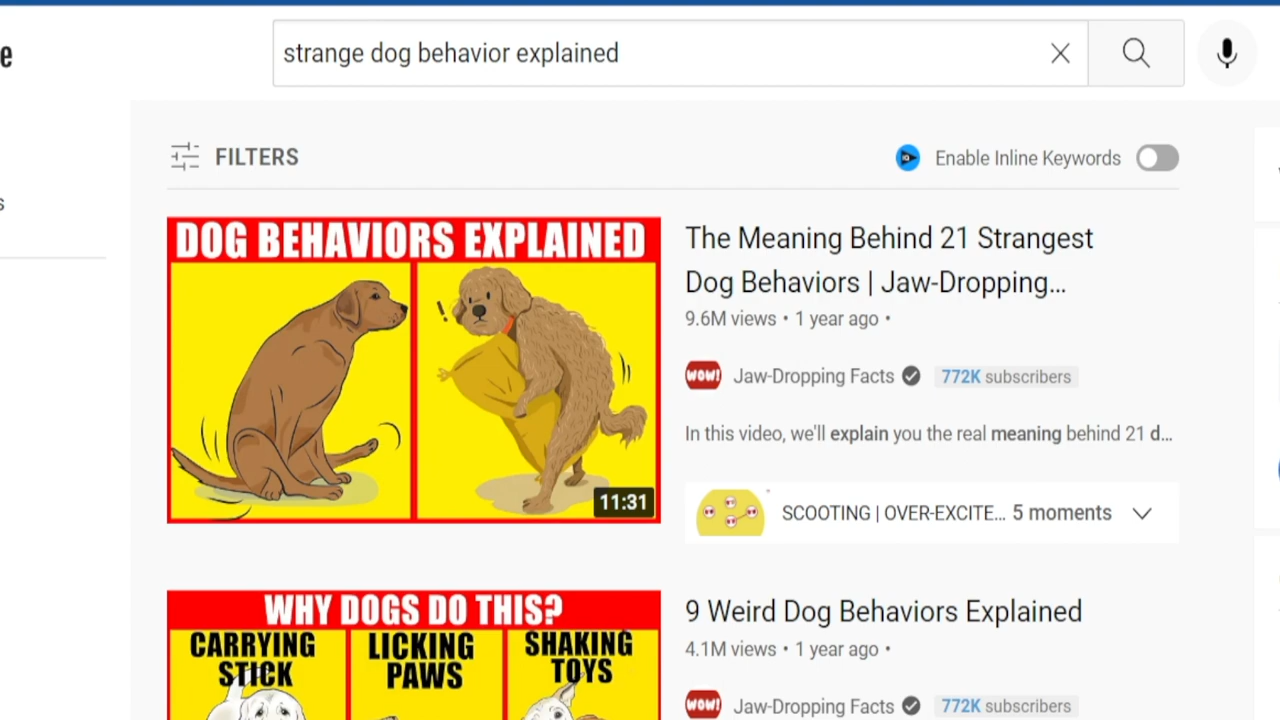 e
strange dog behavior explained
s
FILTERS
Enable Inline Keywords
DOG BEHAVIORS EXPLAINED
!
11:31
The Meaning Behind 21 Strangest
Dog Behaviors | Jaw-Dropping...
9.6M views • 1 year ago •
WOW! Jaw-Dropping Facts 772K subscribers
In this video, we'll explain you the real meaning behind 21 d...
SCOOTING | OVER-EXCITE... 5 moments
WHY DOGS DO THIS?
CARRYING STICK
LICKING PAWS
SHAKING TOYS
9 Weird Dog Behaviors Explained
4.1M views • 1 year ago •
WOW! Jaw-Dropping Facts 772K subscribers